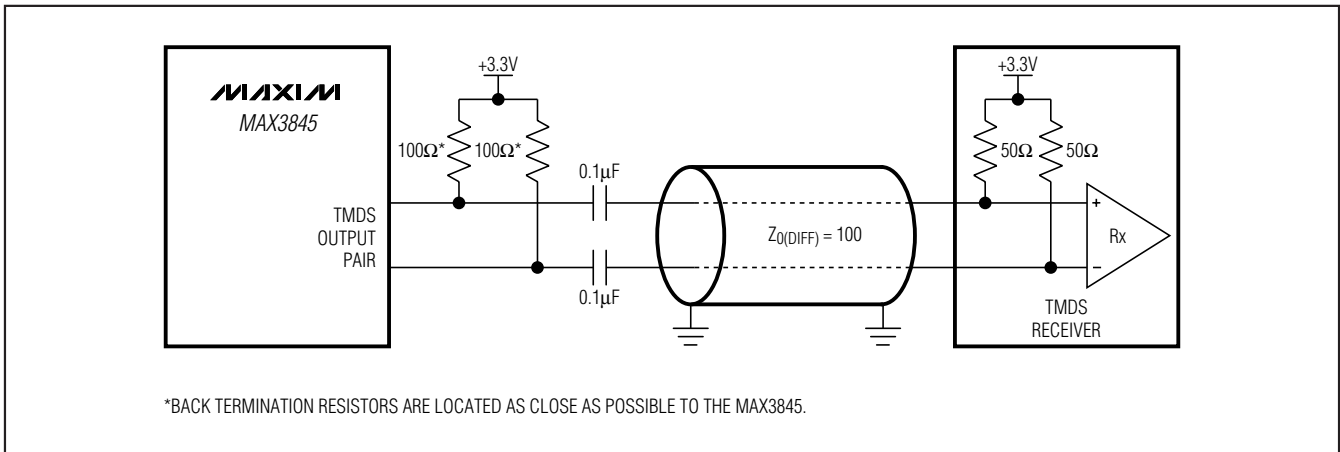 MAXIM
MAX3845
TMDS
OUTPUT
PAIR
+3.3V
100Ω*
100Ω*
0.1μF
0.1μF
Z0(DIFF) = 100
+3.3V
50Ω
50Ω
+
−
Rx
TMDS
RECEIVER
*BACK TERMINATION RESISTORS ARE LOCATED AS CLOSE AS POSSIBLE TO THE MAX3845.